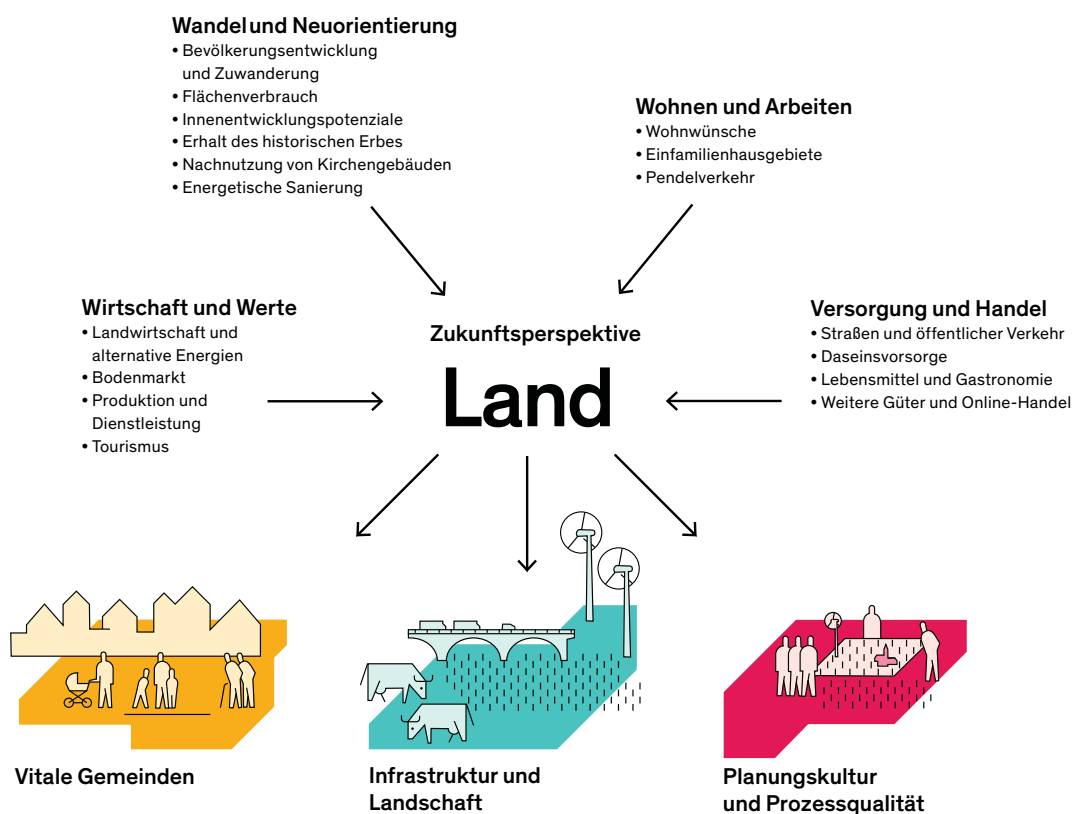 Wandel und Neuorientierung
• Bevölkerungsentwicklung
und Zuwanderung
• Flächenverbrauch
• Innenentwicklungspotenziale
• Erhalt des historischen Erbes
• Nachnutzung von Kirchengebäuden
• Energetische Sanierung
Wohnen und Arbeiten
• Wohnwünsche
• Einfamilienhausgebiete
• Pendelverkehr
Wirtschaft und Werte
• Landwirtschaft und
alternative Energien
• Bodenmarkt
• Produktion und
Dienstleistung
• Tourismus
Zukunftsperspektive
Land
Versorgung und Handel
• Straßen und öffentlicher Verkehr
• Daseinsvorsorge
• Lebensmittel und Gastronomie
• Weitere Güter und Online-Handel
Vitale Gemeinden
Infrastruktur und
Landschaft
Planungskultur
und Prozessqualität